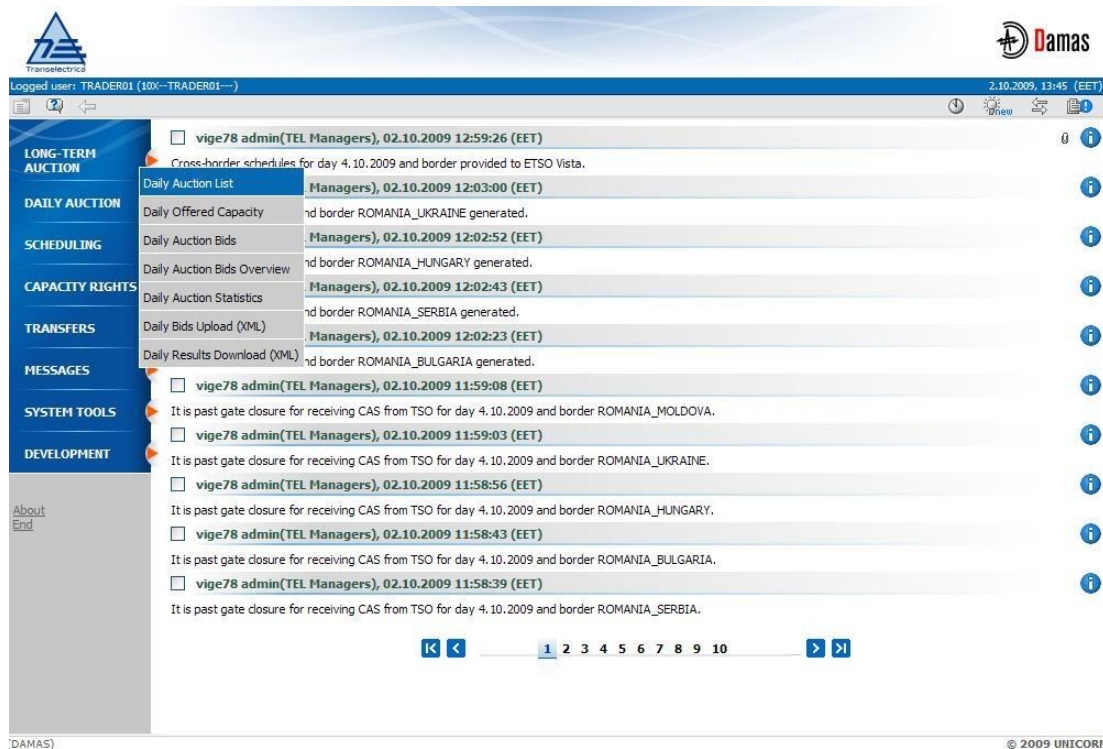 Transelectrica
Damas
Logged user: TRADER01 (10X--TRADER01---)
2.10.2009, 13:45 (EET)
new
LONG-TERM
AUCTION
DAILY AUCTION
SCHEDULING
CAPACITY RIGHTS
TRANSFERS
MESSAGES
SYSTEM TOOLS
DEVELOPMENT
About
End
Daily Auction List
Daily Offered Capacity
Daily Auction Bids
Daily Auction Bids Overview
Daily Auction Statistics
Daily Bids Upload (XML)
Daily Results Download (XML)
vige78 admin(TEL Managers), 02.10.2009 12:59:26 (EET)
Cross-border schedules for day 4.10.2009 and border provided to ETSO Vista.
Managers), 02.10.2009 12:03:00 (EET)
nd border ROMANIA_UKRAINE generated.
Managers), 02.10.2009 12:02:52 (EET)
nd border ROMANIA_HUNGARY generated.
Managers), 02.10.2009 12:02:43 (EET)
nd border ROMANIA_SERBIA generated.
Managers), 02.10.2009 12:02:23 (EET)
nd border ROMANIA_BULGARIA generated.
vige78 admin(TEL Managers), 02.10.2009 11:59:08 (EET)
It is past gate closure for receiving CAS from TSO for day 4.10.2009 and border ROMANIA_MOLDOVA.
vige78 admin(TEL Managers), 02.10.2009 11:59:03 (EET)
It is past gate closure for receiving CAS from TSO for day 4.10.2009 and border ROMANIA_UKRAINE.
vige78 admin(TEL Managers), 02.10.2009 11:58:56 (EET)
It is past gate closure for receiving CAS from TSO for day 4.10.2009 and border ROMANIA_HUNGARY.
vige78 admin(TEL Managers), 02.10.2009 11:58:43 (EET)
It is past gate closure for receiving CAS from TSO for day 4.10.2009 and border ROMANIA_BULGARIA.
vige78 admin(TEL Managers), 02.10.2009 11:58:39 (EET)
It is past gate closure for receiving CAS from TSO for day 4.10.2009 and border ROMANIA_SERBIA.
1 2 3 4 5 6 7 8 9 10
(DAMAS)
© 2009 UNICORN